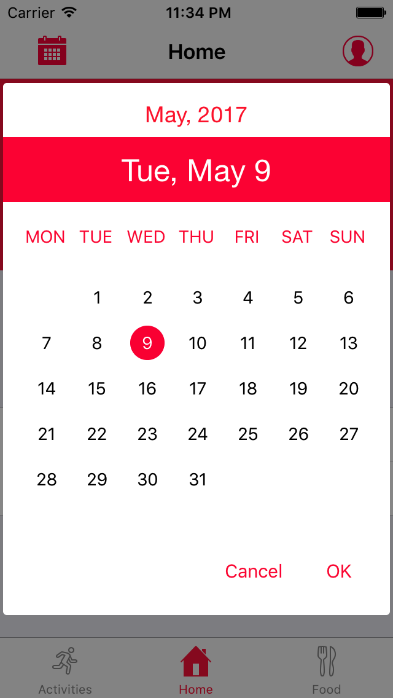 Carrier 11:34 PM
Home
May, 2017
Tue, May 9
MON TUE WED THU FRI SAT SUN
1 2 3 4 5 6
7 8 9 10 11 12 13
14 15 16 17 18 19 20
21 22 23 24 25 26 27
28 29 30 31
Cancel OK
Activities Home Food